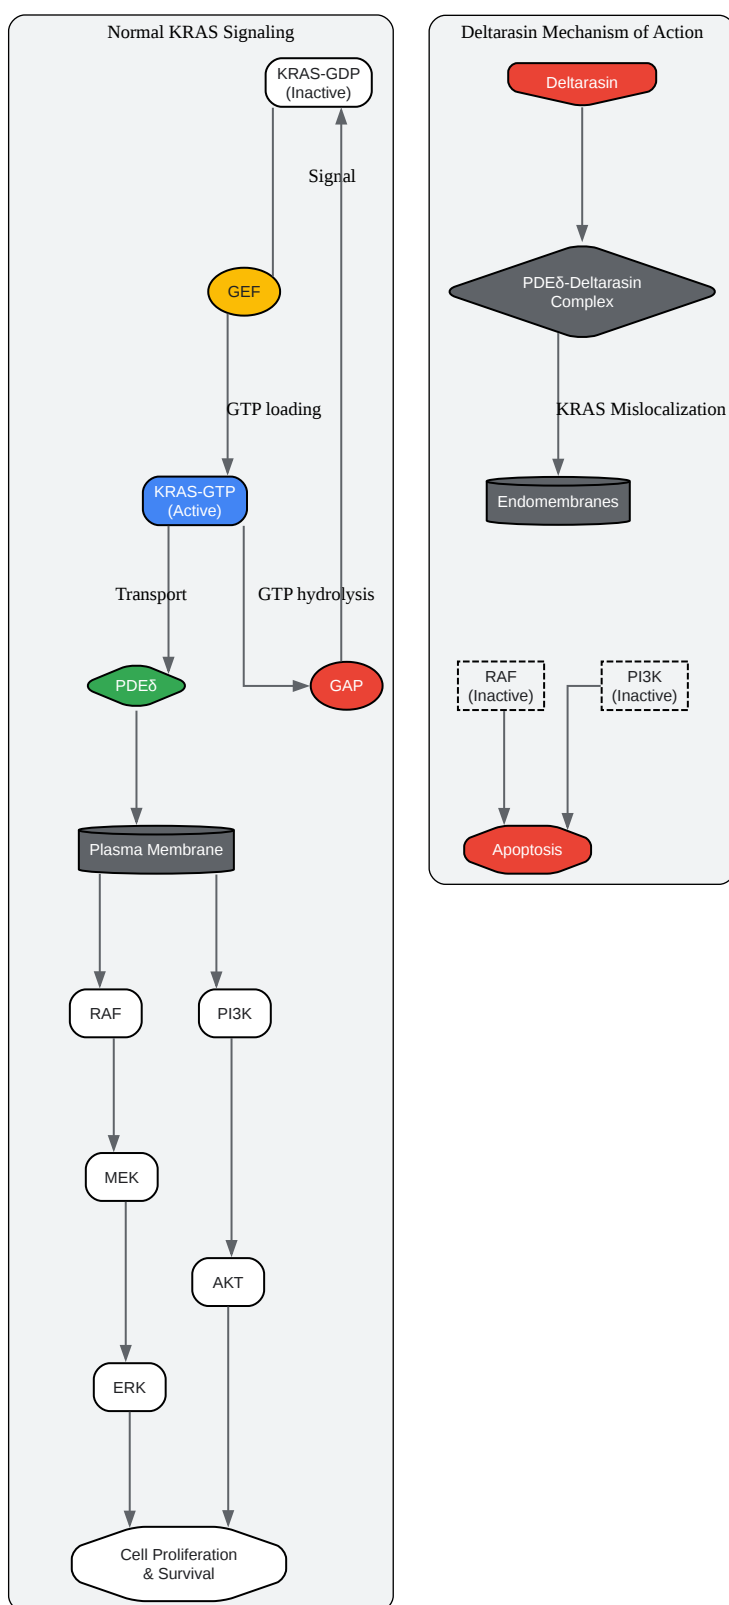 Normal KRAS Signaling
KRAS-GDP
(Inactive)
Signal
GEF
GTP loading
KRAS-GTP
(Active)
Transport
GTP hydrolysis
PDEδ
GAP
Plasma Membrane
RAF
PI3K
MEK
AKT
ERK
Cell Proliferation
& Survival
Deltarasin Mechanism of Action
Deltarasin
PDEδ-Deltarasin
Complex
KRAS Mislocalization
Endomembranes
RAF
(Inactive)
PI3K
(Inactive)
Apoptosis